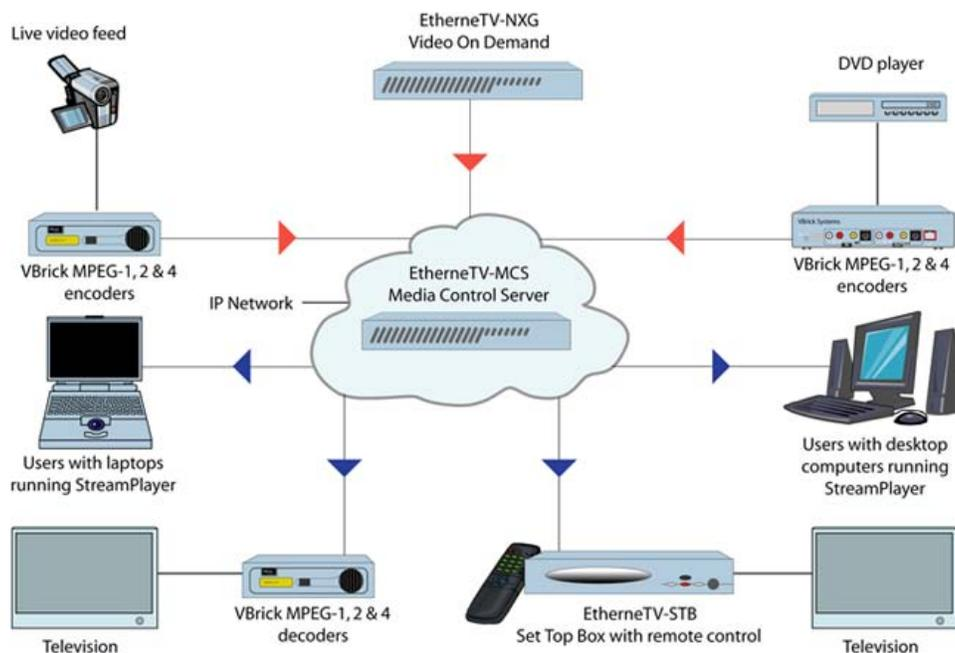 EtherneTV-NXG
Video On Demand
Live video feed
DVD player
VBrick Systems
VBrick MPEG-1, 2 & 4
encoders
VBrick MPEG-1, 2 & 4
encoders
EtherneTV-MCS
Media Control Server
IP Network
Users with laptops
running StreamPlayer
Users with desktop
computers running
StreamPlayer
VBrick MPEG-1, 2 & 4
decoders
EtherneTV-STB
Set Top Box with remote control
Television
Television